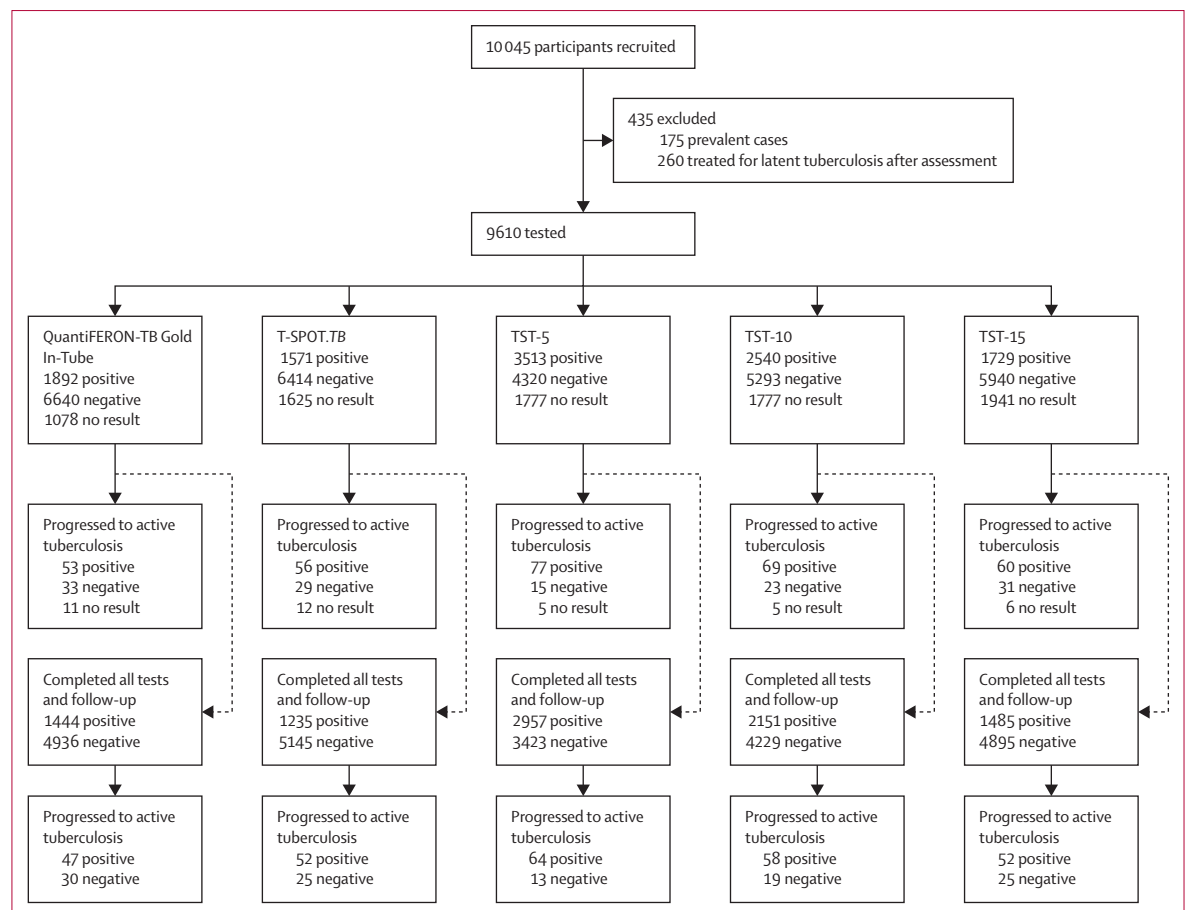 10 045 participants recruited
435 excluded
175 prevalent cases
260 treated for latent tuberculosis after assessment
9610 tested
QuantiFERON-TB Gold
In-Tube
1892 positive
6640 negative
1078 no result
T-SPOT.TB
1571 positive
6414 negative
1625 no result
TST-5
3513 positive
4320 negative
1777 no result
TST-10
2540 positive
5293 negative
1777 no result
TST-15
1729 positive
5940 negative
1941 no result
Progressed to active
tuberculosis
53 positive
33 negative
11 no result
Progressed to active
tuberculosis
56 positive
29 negative
12 no result
Progressed to active
tuberculosis
77 positive
15 negative
5 no result
Progressed to active
tuberculosis
69 positive
23 negative
5 no result
Progressed to active
tuberculosis
60 positive
31 negative
6 no result
Completed all tests
and follow-up
1444 positive
4936 negative
Completed all tests
and follow-up
1235 positive
5145 negative
Completed all tests
and follow-up
2957 positive
3423 negative
Completed all tests
and follow-up
2151 positive
4229 negative
Completed all tests
and follow-up
1485 positive
4895 negative
Progressed to active
tuberculosis
47 positive
30 negative
Progressed to active
tuberculosis
52 positive
25 negative
Progressed to active
tuberculosis
64 positive
13 negative
Progressed to active
tuberculosis
58 positive
19 negative
Progressed to active
tuberculosis
52 positive
25 negative